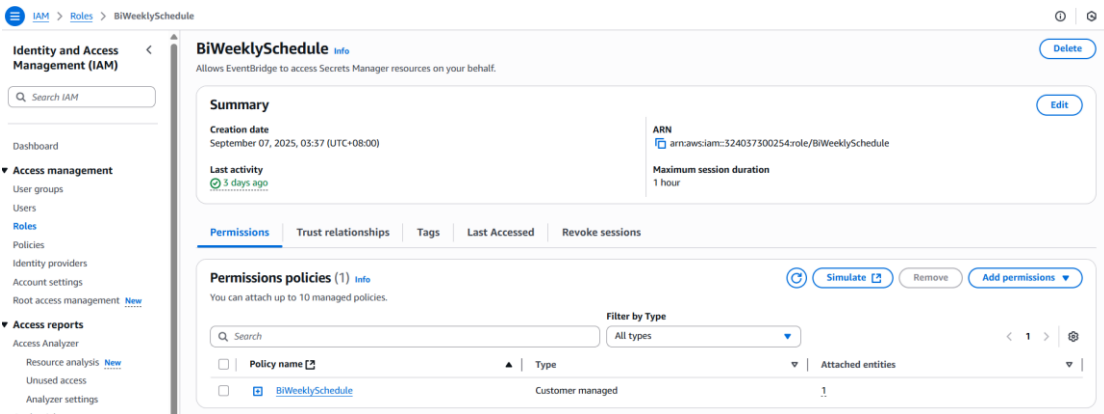 IAM > Roles > BiWeeklySchedule
Identity and Access Management (IAM)
Search IAM
Dashboard
Access management
User groups
Users
Roles
Policies
Identity providers
Account settings
Root access management New
Access reports
Access Analyzer
Resource analysis New
Unused access
Analyzer settings
BiWeeklySchedule Info
Delete
Allows EventBridge to access Secrets Manager resources on your behalf.
Summary
Edit
Creation date
September 07, 2025, 03:37 (UTC+08:00)
ARN
arn:aws:iam::324037300254:role/BiWeeklySchedule
Last activity
3 days ago
Maximum session duration
1 hour
Permissions Trust relationships Tags Last Accessed Revoke sessions
Permissions policies (1) Info
Simulate Remove Add permissions
You can attach up to 10 managed policies.
Filter by Type
Search
All types
1
Policy name Type Attached entities
BiWeeklySchedule Customer managed 1